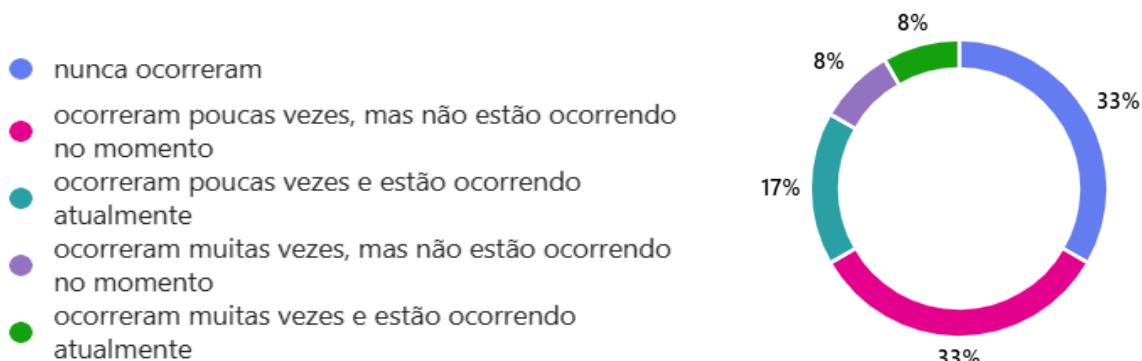 nunca ocorreram
ocorreram poucas vezes, mas não estão ocorrendo
no momento
ocorreram poucas vezes e estão ocorrendo
atualmente
ocorreram muitas vezes, mas não estão ocorrendo
no momento
ocorreram muitas vezes e estão ocorrendo
atualmente
8%
8%
33%
17%
33%